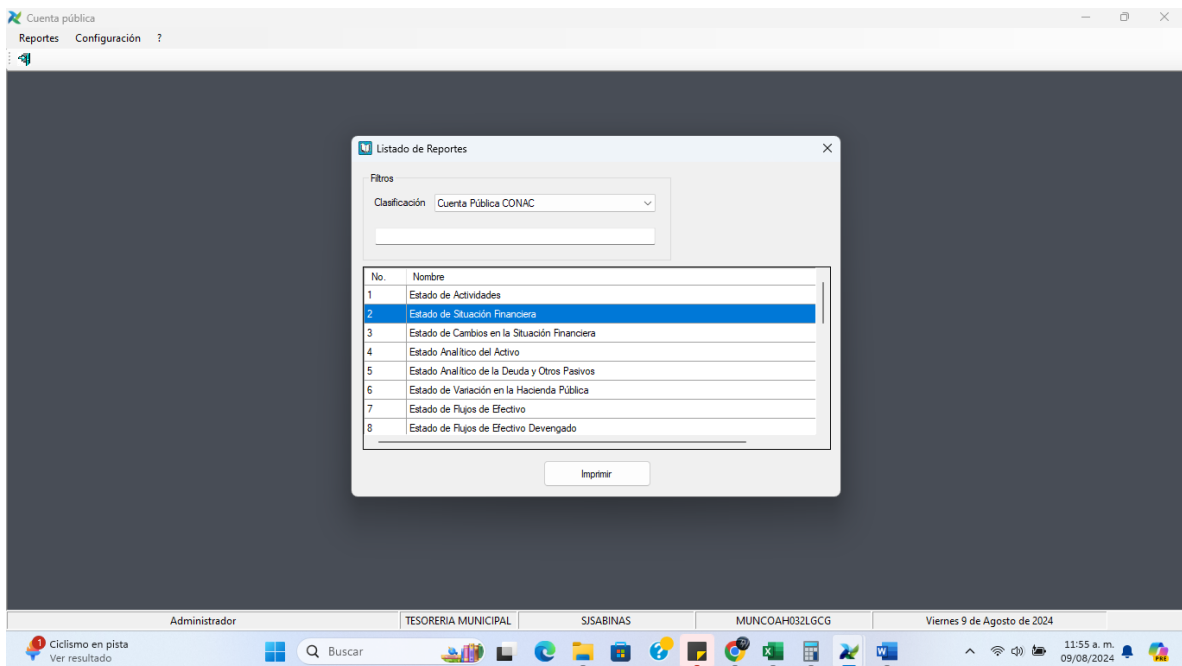 Cuenta pública
Reportes Configuración ?
Listado de Reportes
Filtros
Clasificación Cuenta Pública CONAC
No. Nombre
1 Estado de Actividades
2 Estado de Situación Financiera
3 Estado de Cambios en la Situación Financiera
4 Estado Analítico del Activo
5 Estado Analítico de la Deuda y Otros Pasivos
6 Estado de Variación en la Hacienda Pública
7 Estado de Flujos de Efectivo
8 Estado de Flujos de Efectivo Devengado
Imprimir
Administrador TESORERIA MUNICIPAL SJSABINAS MUNCOAH032LGCG Viernes 9 de Agosto de 2024
1 Ciclismo en pista
Ver resultado
Buscar
11:55 a. m.
09/08/2024
PRE